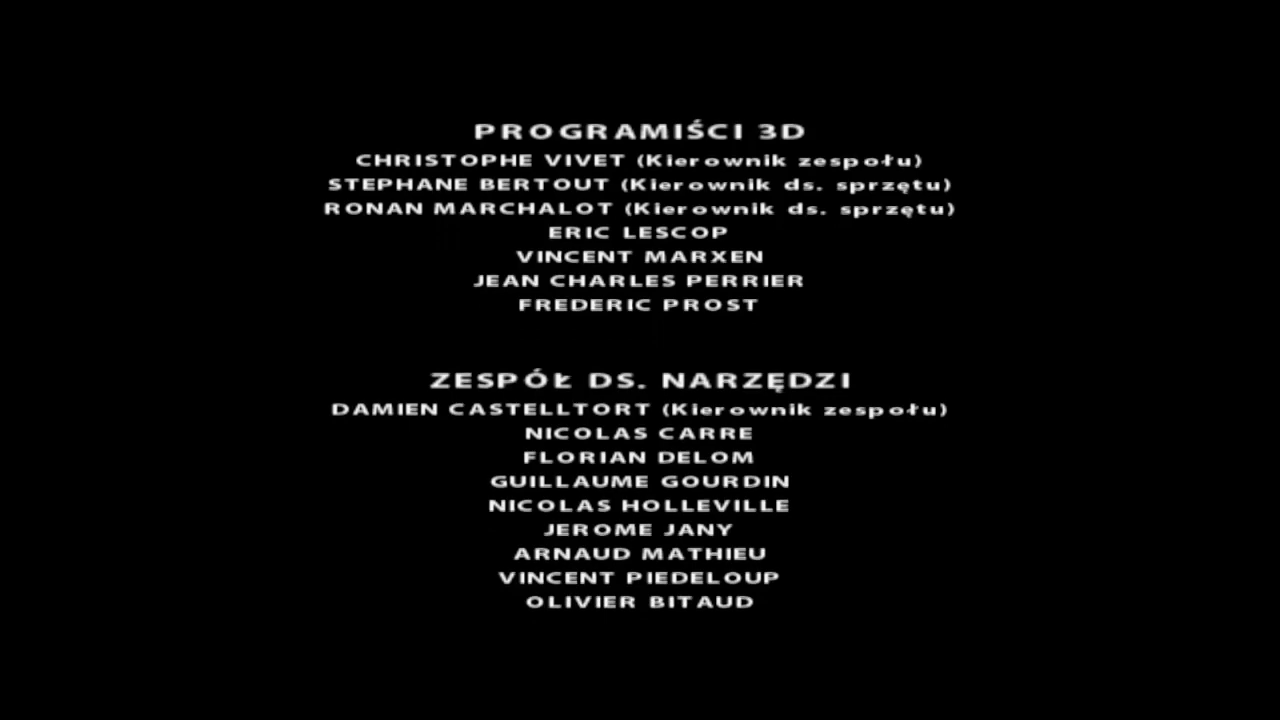 PROGRAMIŚCI 3D
CHRISTOPHE VIVET (Kierownik zespołu)
STEPHANE BERTOUT (Kierownik ds. sprzętu)
RONAN MARCHALOT (Kierownik ds. sprzętu)
ERIC LESCOP
VINCENT MARXEN
JEAN CHARLES PERRIER
FREDERIC PROST
ZESPÓŁ DS. NARZĘDZI
DAMIEN CASTELLTORT (Kierownik zespołu)
NICOLAS CARRE
FLORIAN DELOM
GUILLAUME GOURDIN
NICOLAS HOLLEVILLE
JEROME JANY
ARNAUD MATHIEU
VINCENT PIEDELOUP
OLIVIER BITAUD